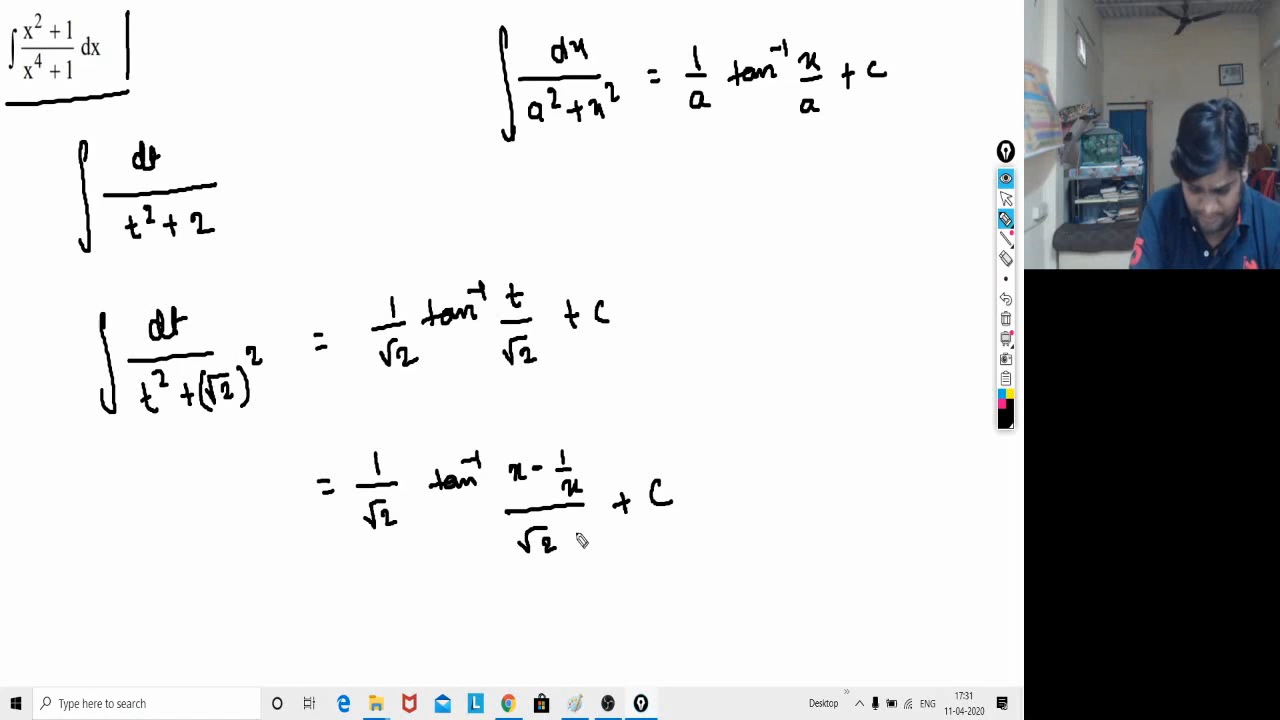 ∫ x² + 1 / x⁴ + 1 dx
∫ dx / a² + x² = 1/a tan⁻¹ x/a + c
∫ dt / t² + 2
∫ dt / t² + (√2)² = 1/√2 tan⁻¹ t/√2 + c
= 1/√2 tan⁻¹ x - 1/x / √2 + C
Type here to search
Desktop
ENG
17:31
11-04-2020